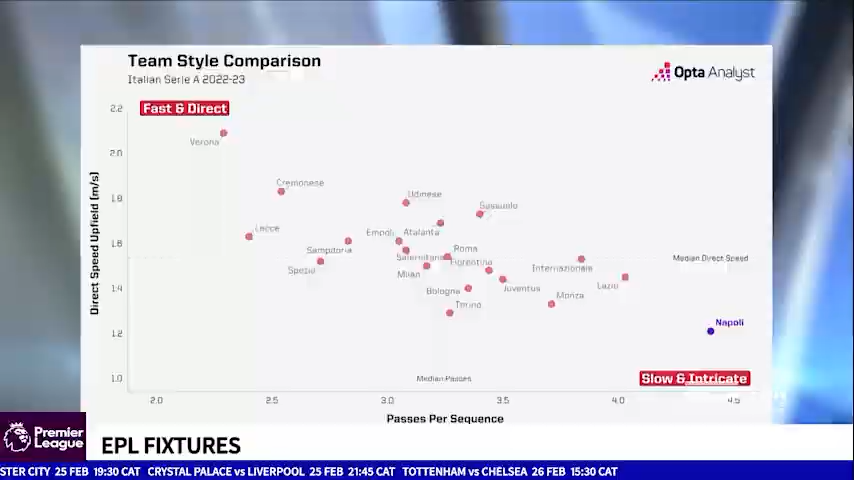 Team Style Comparison
Italian Serie A 2022-23
Opta Analyst
Fast & Direct
2.2
2.0
1.8
1.6
1.4
1.2
1.0
Direct Speed Upfield (m/s)
Verona
Cremonese
Udinese
Sassuolo
Lecce
Empoli
Atalanta
Sampdoria
Roma
Salernitana
Fiorentina
Median Direct Speed
Spezia
Milan
Internazionale
Bologna
Juventus
Lazio
Torino
Monza
Napoli
Median Passes
Slow & Intricate
2.0 2.5 3.0 3.5 4.0 4.5
Passes Per Sequence
Premier
League
EPL FIXTURES
STER CITY 25 FEB 19:30 CAT CRYSTAL PALACE vs LIVERPOOL 25 FEB 21:45 CAT TOTTENHAM vs CHELSEA 26 FEB 15:30 CAT